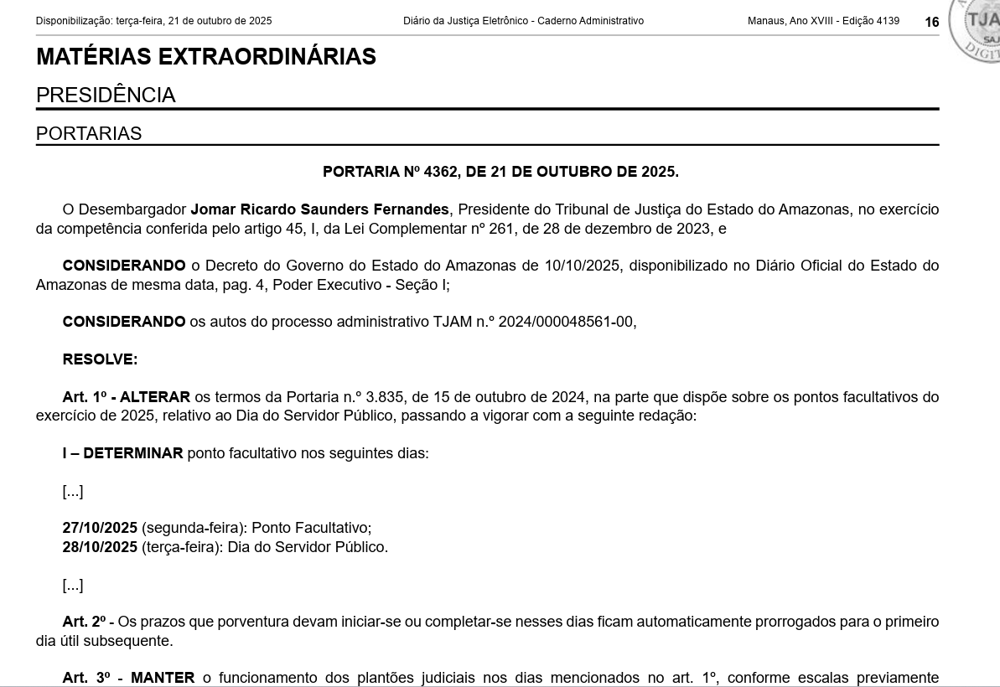 Disponibilização: terça-feira, 21 de outubro de 2025 Diário da Justiça Eletrônico - Caderno Administrativo Manaus, Ano XVIII - Edição 4139 16
TJA
SAJ
DIGIT
MATÉRIAS EXTRAORDINÁRIAS
PRESIDÊNCIA
PORTARIAS
PORTARIA Nº 4362, DE 21 DE OUTUBRO DE 2025.
O Desembargador Jomar Ricardo Saunders Fernandes, Presidente do Tribunal de Justiça do Estado do Amazonas, no exercício
da competência conferida pelo artigo 45, I, da Lei Complementar nº 261, de 28 de dezembro de 2023, e
CONSIDERANDO o Decreto do Governo do Estado do Amazonas de 10/10/2025, disponibilizado no Diário Oficial do Estado do
Amazonas de mesma data, pag. 4, Poder Executivo - Seção I;
CONSIDERANDO os autos do processo administrativo TJAM n.º 2024/000048561-00,
RESOLVE:
Art. 1º - ALTERAR os termos da Portaria n.º 3.835, de 15 de outubro de 2024, na parte que dispõe sobre os pontos facultativos do
exercício de 2025, relativo ao Dia do Servidor Público, passando a vigorar com a seguinte redação:
I – DETERMINAR ponto facultativo nos seguintes dias:
[...]
27/10/2025 (segunda-feira): Ponto Facultativo;
28/10/2025 (terça-feira): Dia do Servidor Público.
[...]
Art. 2º - Os prazos que porventura devam iniciar-se ou completar-se nesses dias ficam automaticamente prorrogados para o primeiro
dia útil subsequente.
Art. 3º - MANTER o funcionamento dos plantões judiciais nos dias mencionados no art. 1º, conforme escalas previamente